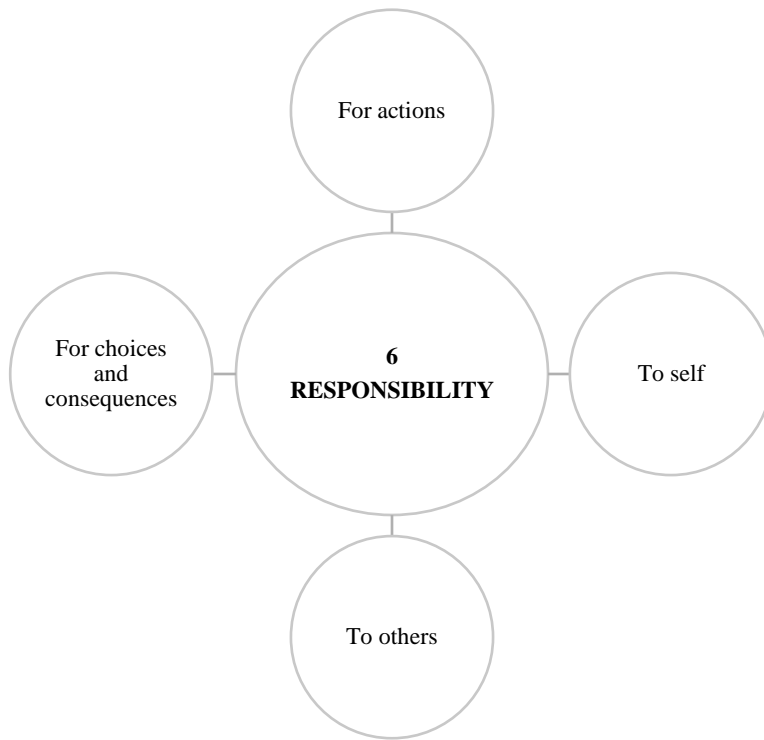 For actions
For choices
and
consequences
6
RESPONSIBILITY
To self
To others